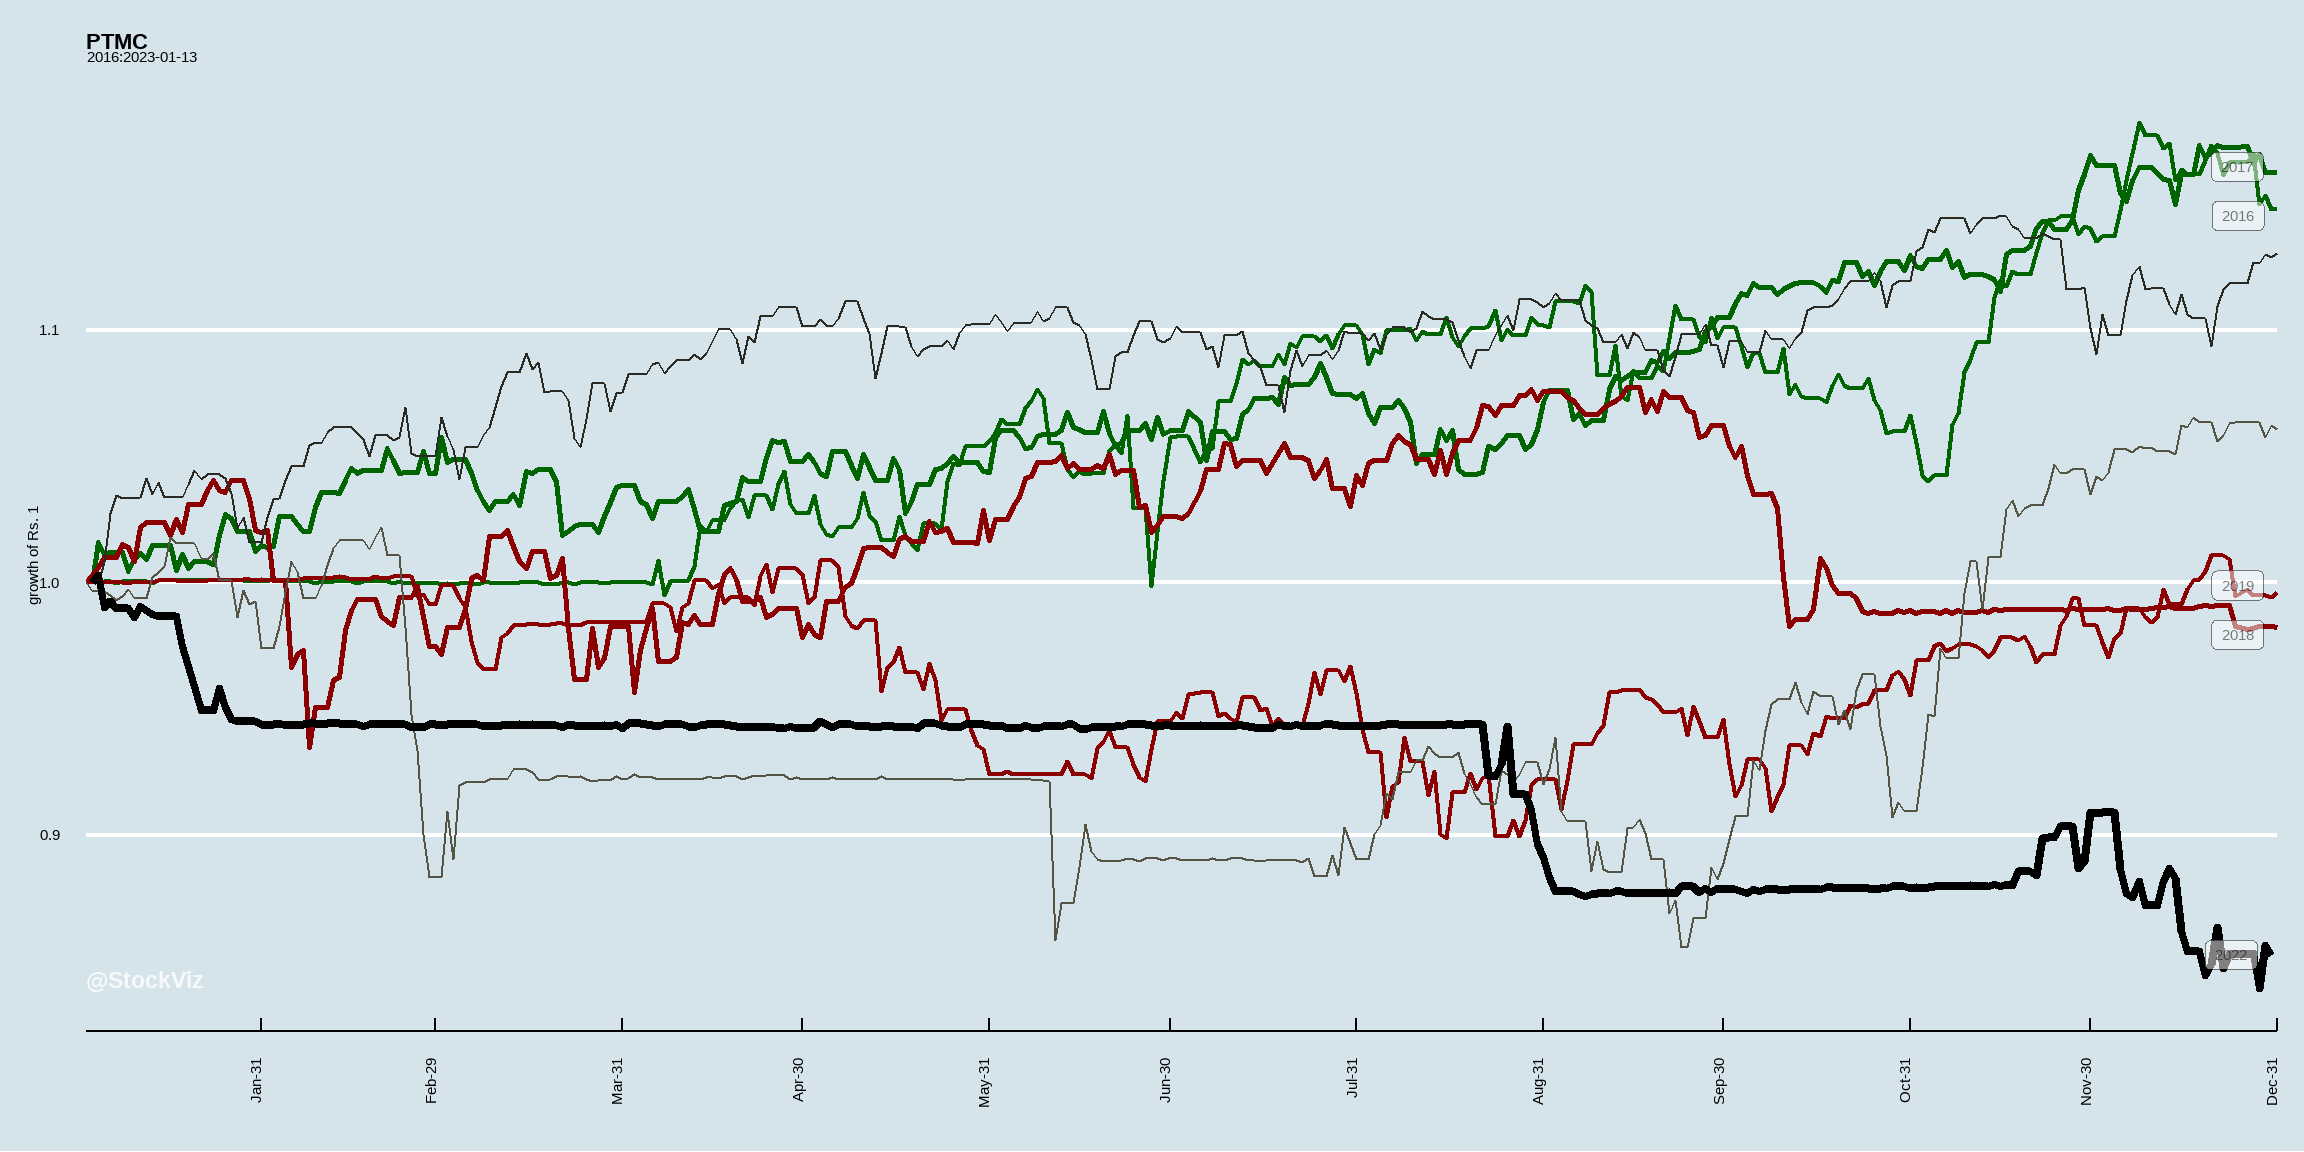 PTMC
2016:2023-01-13
growth of Rs. 1
1.1
1.0
0.9
2017
2016
2019
2018
2022
@StockViz
Jan-31
Feb-29
Mar-31
Apr-30
May-31
Jun-30
Jul-31
Aug-31
Sep-30
Oct-31
Nov-30
Dec-31